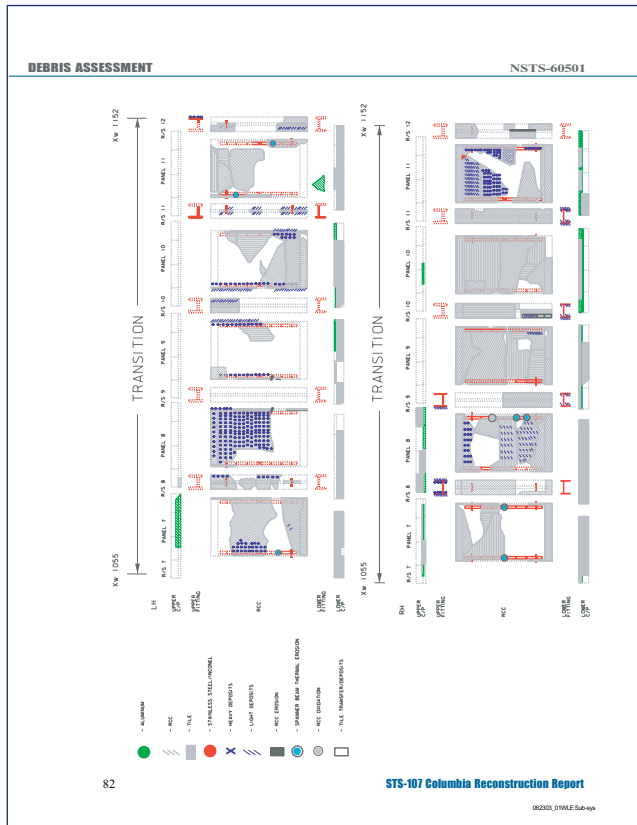 DEBRIS ASSESSMENT
NSTS-60501
Xw 1152
TRANSITION
Xw 1055
R/S 12
PANEL 11
R/S 11
PANEL 10
R/S 10
PANEL 9
R/S 9
PANEL 8
R/S 8
PANEL 7
R/S 7
LH
UPPER C/P
UPPER FITTING
RCC
LOWER FITTING
LOWER C/P
Xw 1152
TRANSITION
Xw 1055
R/S 12
PANEL 11
R/S 11
PANEL 10
R/S 10
PANEL 9
R/S 9
PANEL 8
R/S 8
PANEL 7
R/S 7
RH
UPPER C/P
UPPER FITTING
RCC
LOWER FITTING
LOWER C/P
- ALUMINUM
- RCC
- TILE
- STAINLESS STEEL/INCONEL
- HEAVY DEPOSITS
- LIGHT DEPOSITS
- RCC EROSION
- SPANNER BEAM THERMAL EROSION
- RCC OXIDATION
- TILE TRANSFER/DEPOSITS
82
STS-107 Columbia Reconstruction Report
062303_01WLE Sub-sys